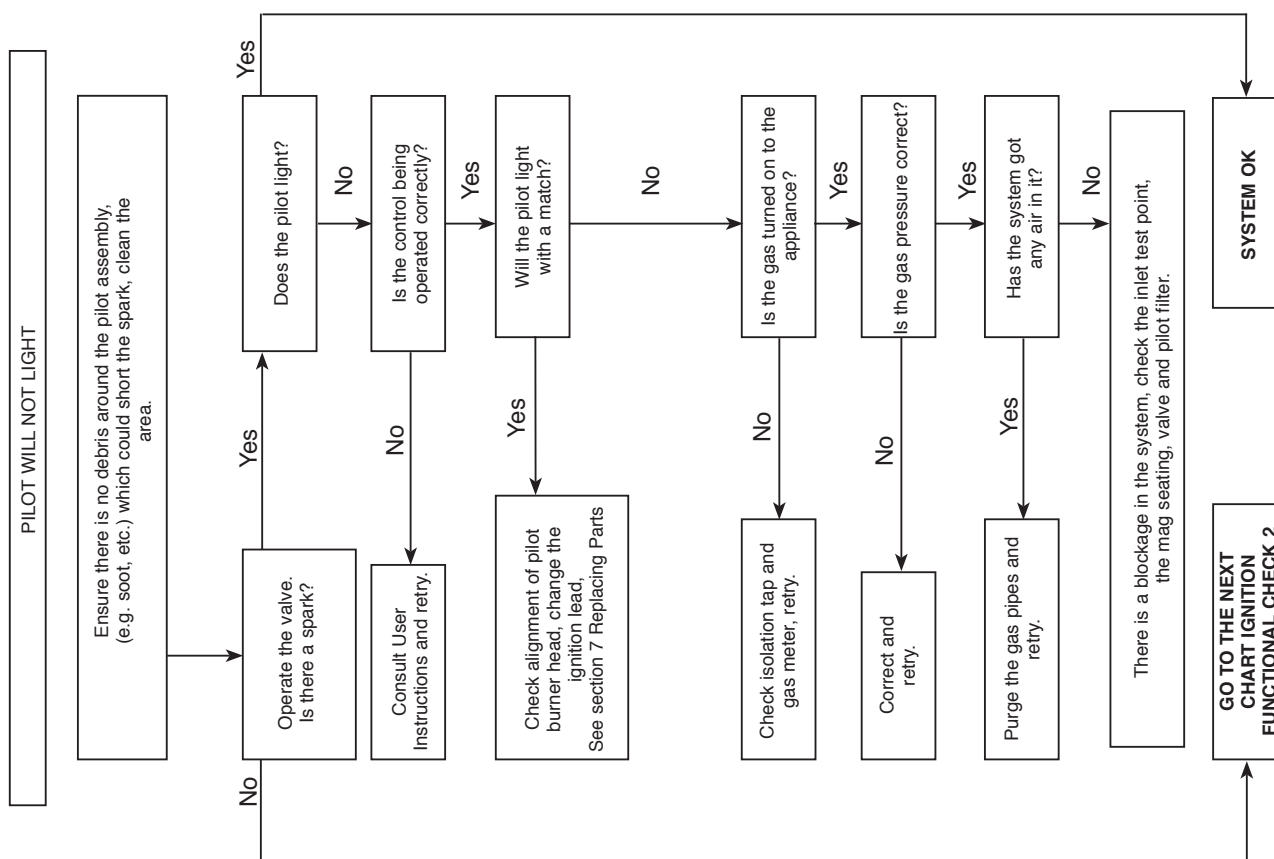 PILOT WILL NOT LIGHT
Ensure there is no debris around the pilot assembly,
(e.g. soot, etc.) which could short the spark, clean the
area.
Operate the valve.
Is there a spark?
No
Yes
Does the pilot light?
Yes
No
Is the control being
operated correctly?
No
Consult User
Instructions and retry.
Yes
Will the pilot light
with a match?
Yes
Check alignment of pilot
burner head, change the
ignition lead,
See section 7 Replacing Parts
No
Is the gas turned on to the
appliance?
No
Check isolation tap and
gas meter, retry.
Yes
Is the gas pressure correct?
No
Correct and
retry.
Yes
Has the system got
any air in it?
Yes
Purge the gas pipes and
retry.
No
There is a blockage in the system, check the inlet test point,
the mag seating, valve and pilot filter.
GO TO THE NEXT
CHART IGNITION
FUNCTIONAL CHECK 2
SYSTEM OK